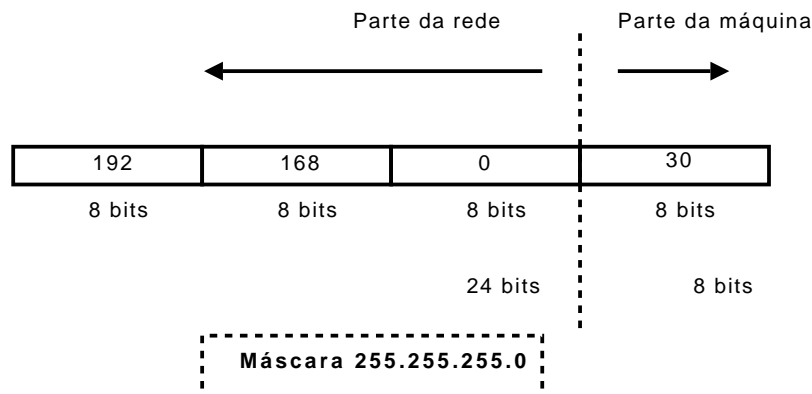 Parte da rede Parte da máquina
192 168 0 30
8 bits 8 bits 8 bits 8 bits
24 bits 8 bits
Máscara 255.255.255.0